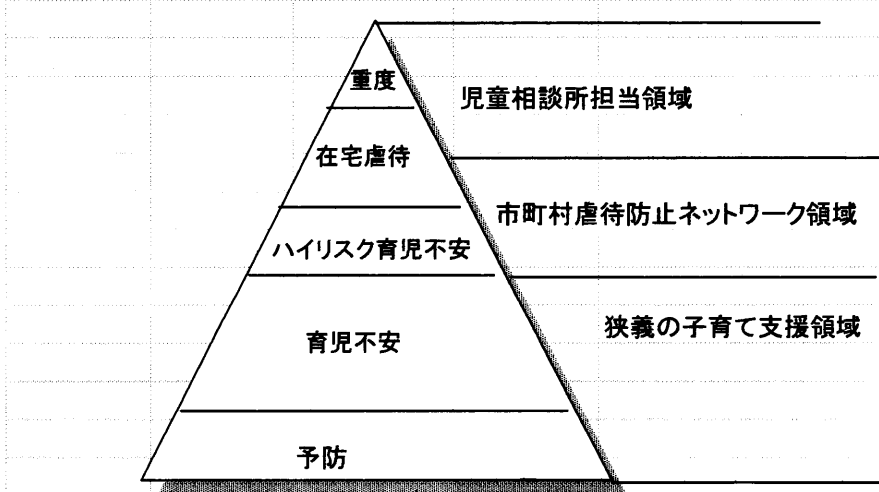 重度
児童相談所担当領域
在宅虐待
市町村虐待防止ネットワーク領域
ハイリスク育児不安
狭義の子育て支援領域
育児不安
予防